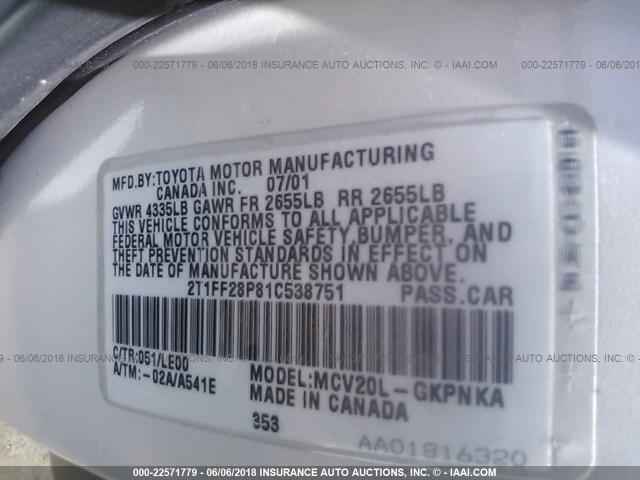 000-22571779 - 06/06/2018 INSURANCE AUTO AUCTIONS, INC. - © - IAAI.COM
MFD.BY:TOYOTA MOTOR MANUFACTURING
CANADA INC. 07/01
GVWR 4335LB GAWR FR 2655LB RR 2655LB
THIS VEHICLE CONFORMS TO ALL APPLICABLE
FEDERAL MOTOR VEHICLE SAFETY,BUMPER, AND
THEFT PREVENTION STANDARDS IN EFFECT ON
THE DATE OF MANUFACTURE SHOWN ABOVE.
2T1FF28P81C538751 PASS.CAR
C/TR:051/LE00 MODEL:MCV20L-GKPNKA
A/TM:-02A/A541E MADE IN CANADA
353
AA01816320
000-22571779 - 06/06/2018 INSURANCE AUTO AUCTIONS, INC. - © - IAAI.COM